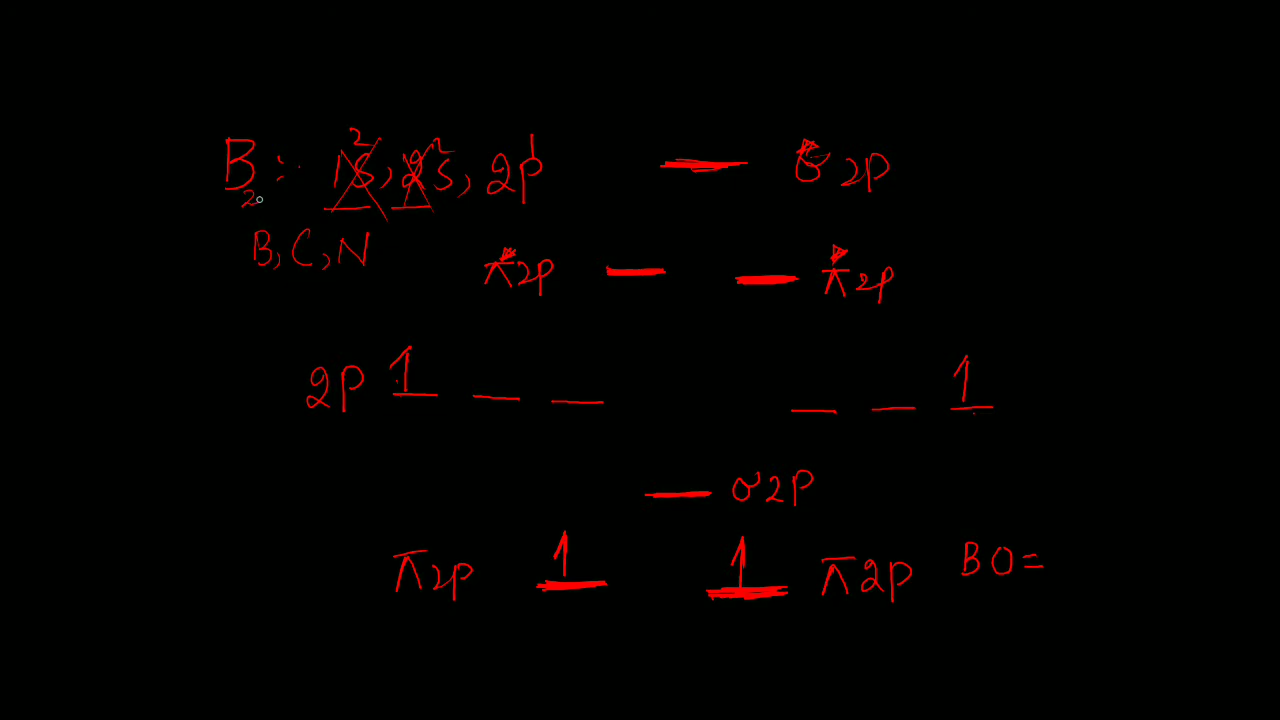 B₂ : 1s², 2s², 2p¹
σ* 2p
B, C, N
π* 2p π* 2p
2p 1 1
σ2p
π2p 1 1 π2p BO=